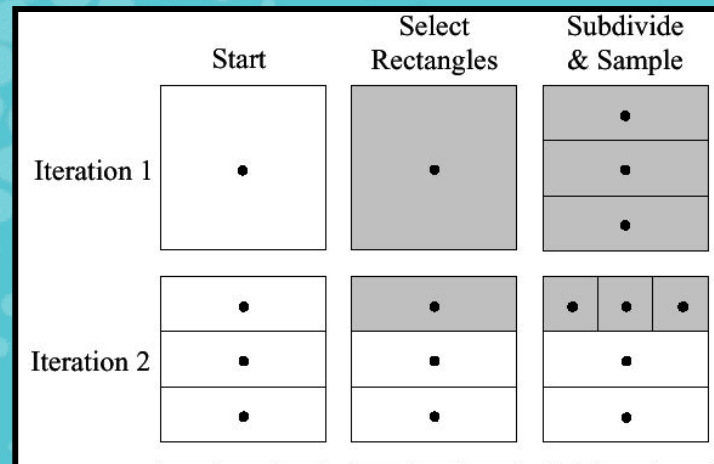 Start
Select
Rectangles
Subdivide
& Sample
Iteration 1
Iteration 2